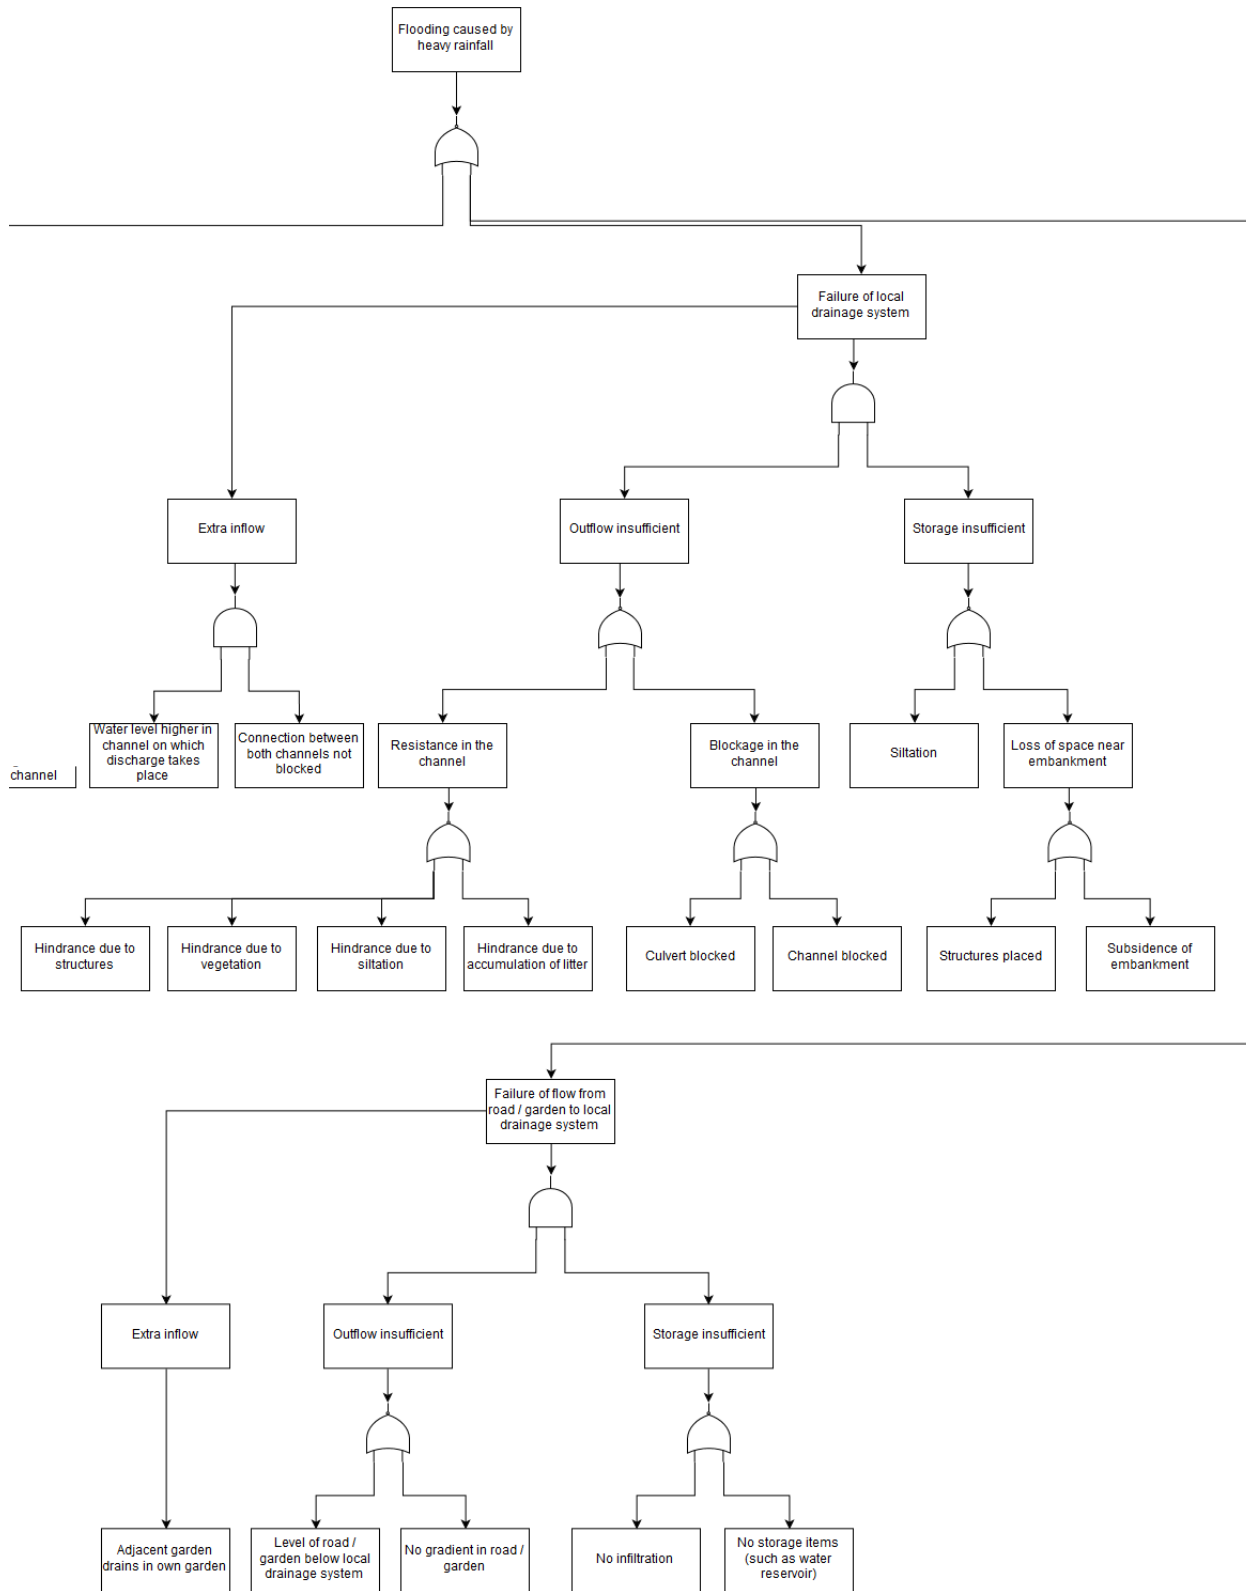 Flooding caused by
heavy rainfall
Failure of local
drainage system
Extra inflow
Outflow insufficient
Storage insufficient
channel
Water level higher in
channel on which
discharge takes
place
Connection between
both channels not
blocked
Resistance in the
channel
Blockage in the
channel
Siltation
Loss of space near
embankment
Hindrance due to
structures
Hindrance due to
vegetation
Hindrance due to
siltation
Hindrance due to
accumulation of litter
Culvert blocked
Channel blocked
Structures placed
Subsidence of
embankment
Failure of flow from
road / garden to local
drainage system
Extra inflow
Outflow insufficient
Storage insufficient
Adjacent garden
drains in own garden
Level of road /
garden below local
drainage system
No gradient in road /
garden
No infiltration
No storage items
(such as water
reservoir)